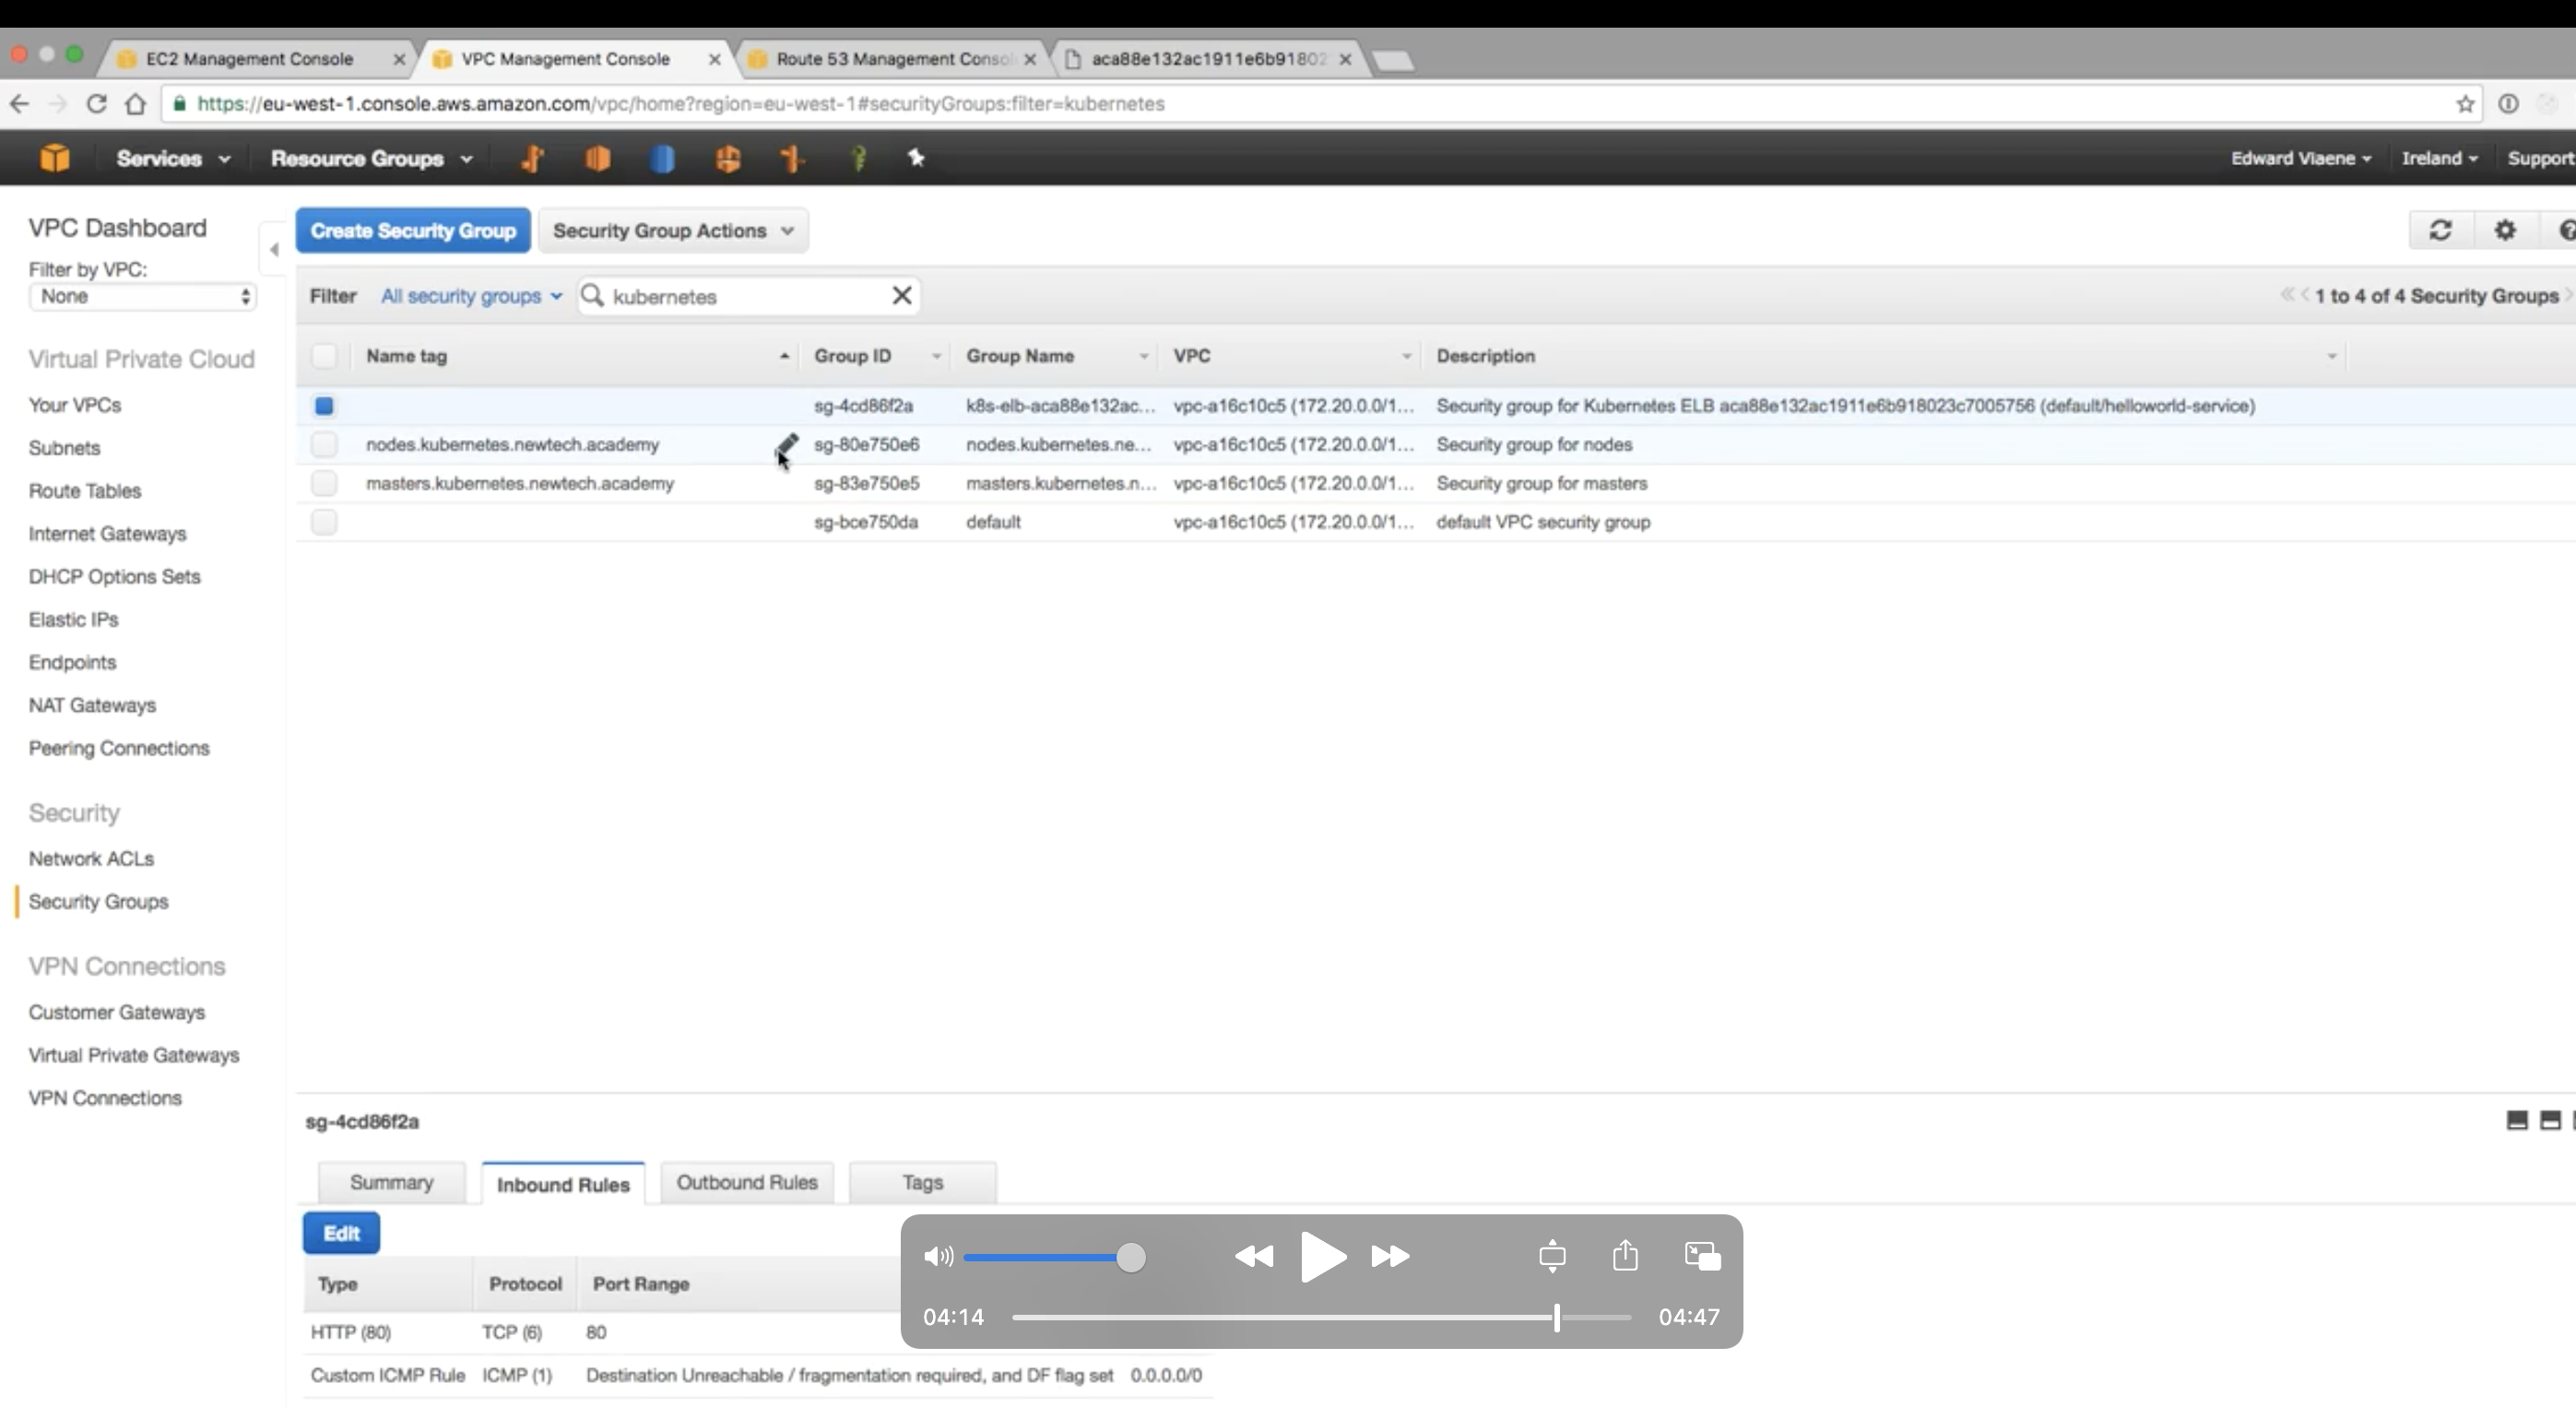 EC2 Management Console
VPC Management Console
Route 53 Management Consol
aca88e132ac1911e6b91802
https://eu-west-1.console.aws.amazon.com/vpc/home?region=eu-west-1#securityGroups:filter=kubernetes
Services Resource Groups Edward Viaene Ireland Support
VPC Dashboard
Filter by VPC:
None
Virtual Private Cloud
Your VPCs
Subnets
Route Tables
Internet Gateways
DHCP Options Sets
Elastic IPs
Endpoints
NAT Gateways
Peering Connections
Security
Network ACLs
Security Groups
VPN Connections
Customer Gateways
Virtual Private Gateways
VPN Connections
Create Security Group Security Group Actions
Filter All security groups kubernetes 1 to 4 of 4 Security Groups
Name tag Group ID Group Name VPC Description
sg-4cd86f2a k8s-elb-aca88e132ac... vpc-a16c10c5 (172.20.0.0/1... Security group for Kubernetes ELB aca88e132ac1911e6b918023c7005756 (default/helloworld-service)
nodes.kubernetes.newtech.academy sg-80e750e6 nodes.kubernetes.ne... vpc-a16c10c5 (172.20.0.0/1... Security group for nodes
masters.kubernetes.newtech.academy sg-83e750e5 masters.kubernetes.n... vpc-a16c10c5 (172.20.0.0/1... Security group for masters
sg-bce750da default vpc-a16c10c5 (172.20.0.0/1... default VPC security group
sg-4cd86f2a
Summary Inbound Rules Outbound Rules Tags
Edit
Type Protocol Port Range
HTTP (80) TCP (6) 80
Custom ICMP Rule ICMP (1) Destination Unreachable / fragmentation required, and DF flag set 0.0.0.0/0
04:14 04:47